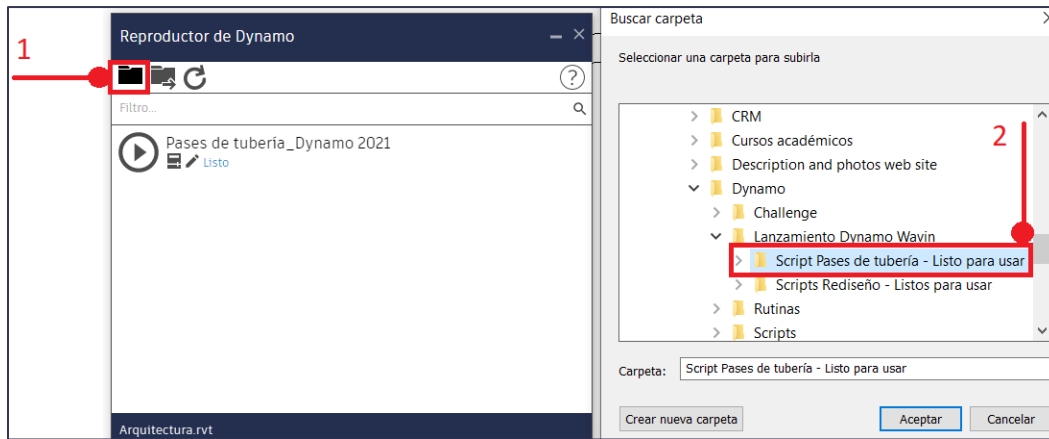 1
Reproductor de Dynamo
Filtro...
Pases de tubería_Dynamo 2021
Listo
Arquitectura.rvt
Buscar carpeta
Seleccionar una carpeta para subirla
CRM
2
Cursos académicos
Description and photos web site
Dynamo
Challenge
Lanzamiento Dynamo Wavin
Script Pases de tubería - Listo para usar
Scripts Rediseño - Listos para usar
Rutinas
Scripts
Carpeta: Script Pases de tubería - Listo para usar
Crear nueva carpeta Aceptar Cancelar